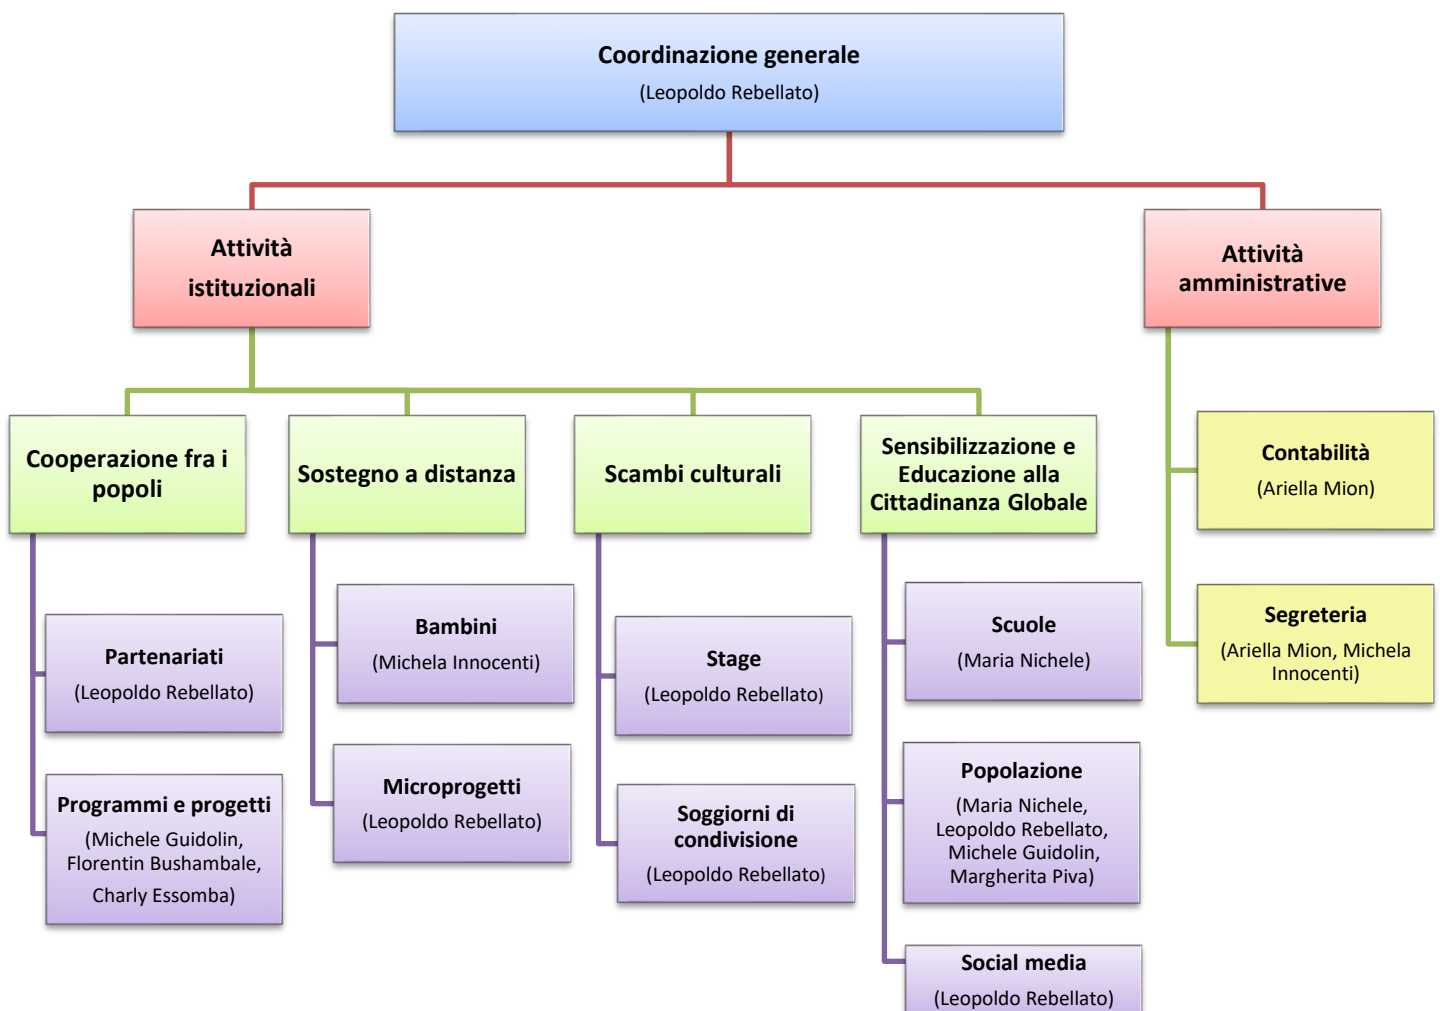 Coordinazione generale
(Leopoldo Rebellato)
Attività
istituzionali
Attività
amministrative
Cooperazione fra i
popoli
Sostegno a distanza
Scambi culturali
Sensibilizzazione e
Educazione alla
Cittadinanza Globale
Contabilità
(Ariella Mion)
Segreteria
(Ariella Mion, Michela
Innocenti)
Partenariati
(Leopoldo Rebellato)
Programmi e progetti
(Michele Guidolin,
Florentin Bushambale,
Charly Essomba)
Bambini
(Michela Innocenti)
Microprogetti
(Leopoldo Rebellato)
Stage
(Leopoldo Rebellato)
Soggiorni di
condivisione
(Leopoldo Rebellato)
Scuole
(Maria Nichele)
Popolazione
(Maria Nichele,
Leopoldo Rebellato,
Michele Guidolin,
Margherita Piva)
Social media
(Leopoldo Rebellato)